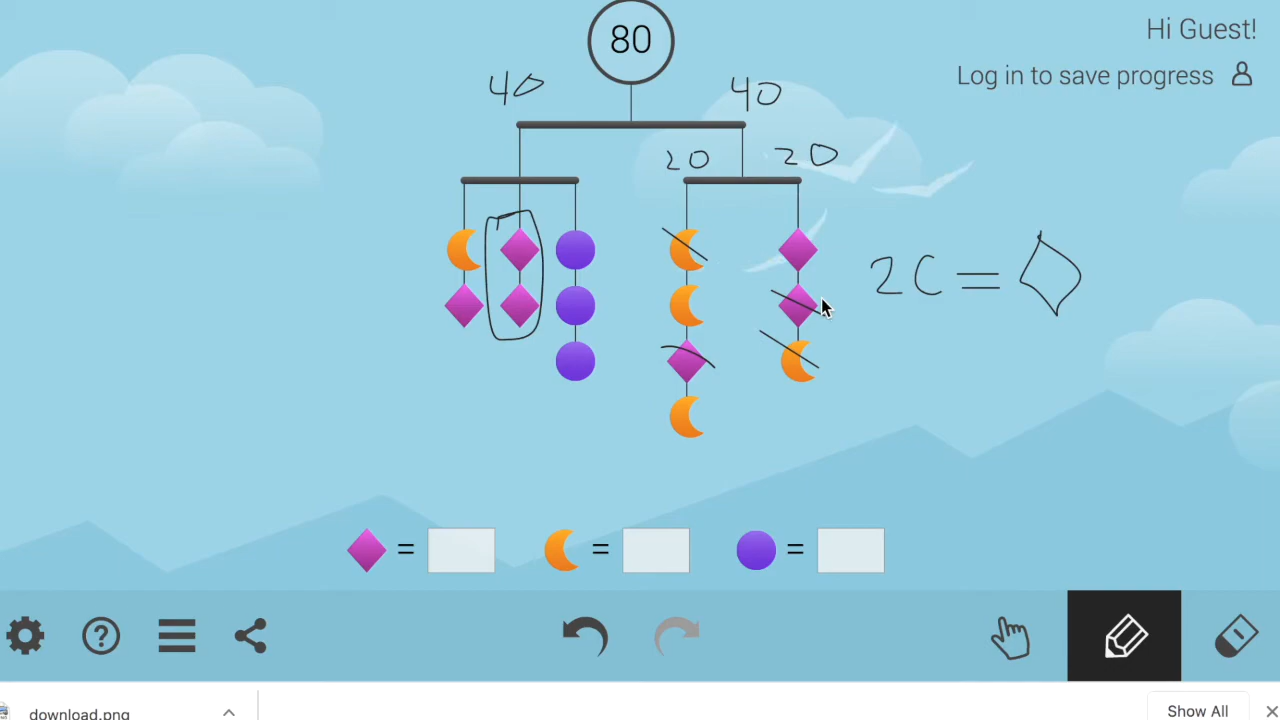 80
Hi Guest!
Log in to save progress
40 40
20 20
2C = ◇
= = =
download.png
Show All